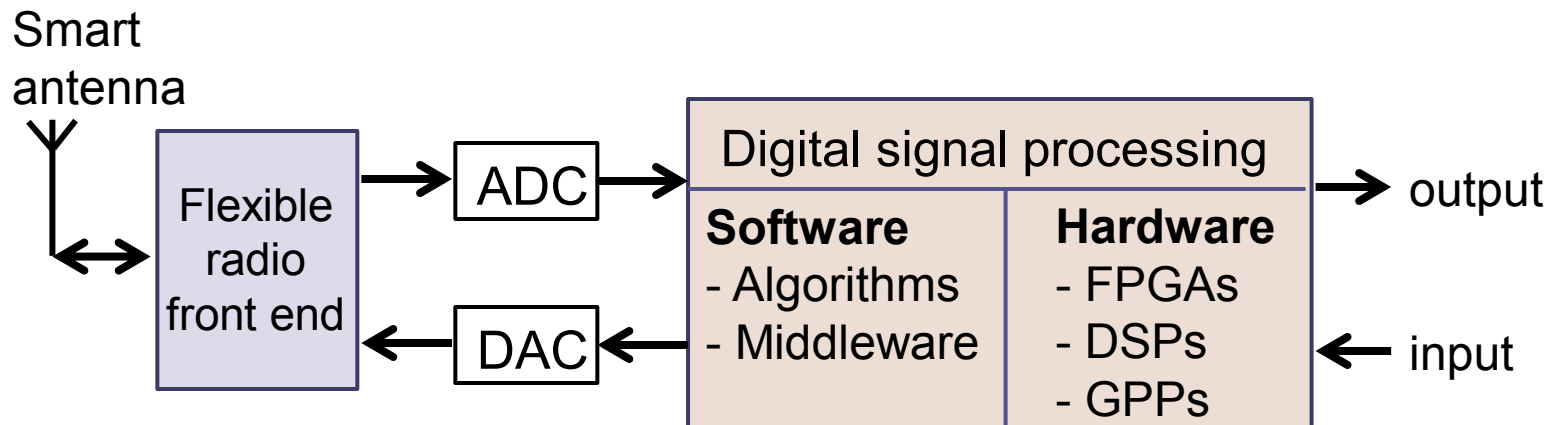 Smart
antenna
Flexible
radio
front end
ADC
DAC
Digital signal processing
Software
- Algorithms
- Middleware
Hardware
- FPGAs
- DSPs
- GPPs
output
input